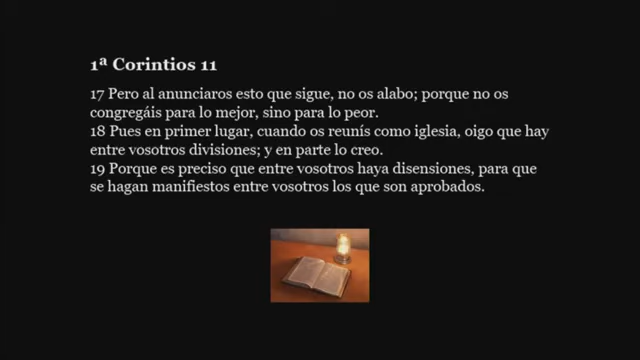 1ª Corintios 11
17 Pero al anunciaros esto que sigue, no os alabo; porque no os
congregáis para lo mejor, sino para lo peor.
18 Pues en primer lugar, cuando os reunís como iglesia, oigo que hay
entre vosotros divisiones; y en parte lo creo.
19 Porque es preciso que entre vosotros haya disensiones, para que
se hagan manifiestos entre vosotros los que son aprobados.